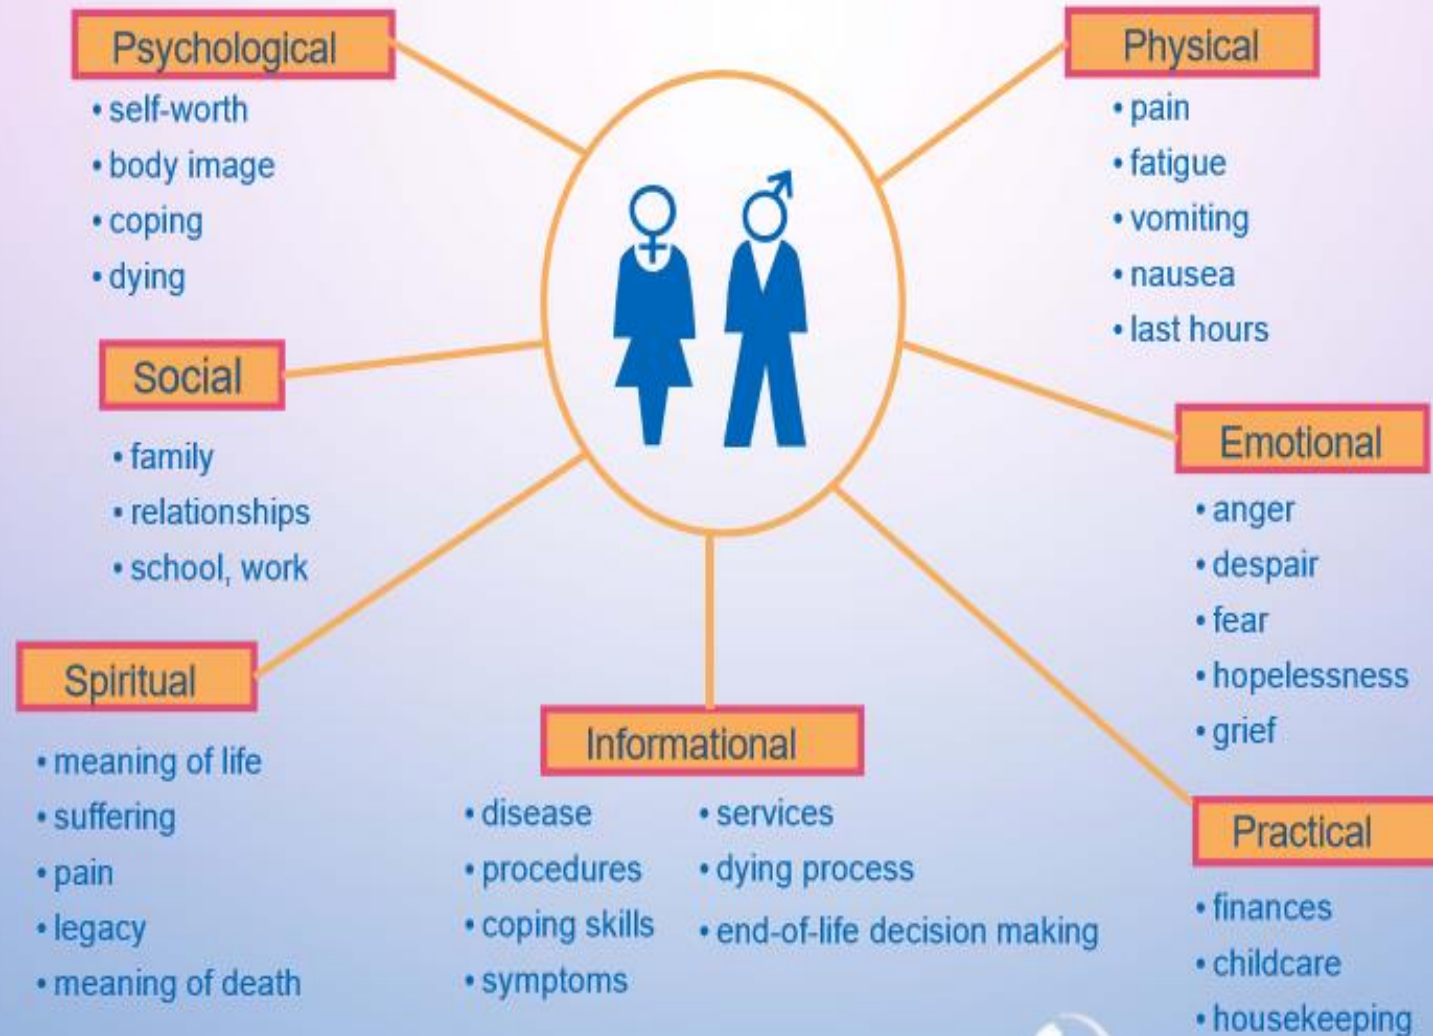 Psychological
• self-worth
• body image
• coping
• dying
Social
• family
• relationships
• school, work
Spiritual
• meaning of life
• suffering
• pain
• legacy
• meaning of death
Informational
• disease
• procedures
• coping skills
• symptoms
• services
• dying process
• end-of-life decision making
Physical
• pain
• fatigue
• vomiting
• nausea
• last hours
Emotional
• anger
• despair
• fear
• hopelessness
• grief
Practical
• finances
• childcare
• housekeeping